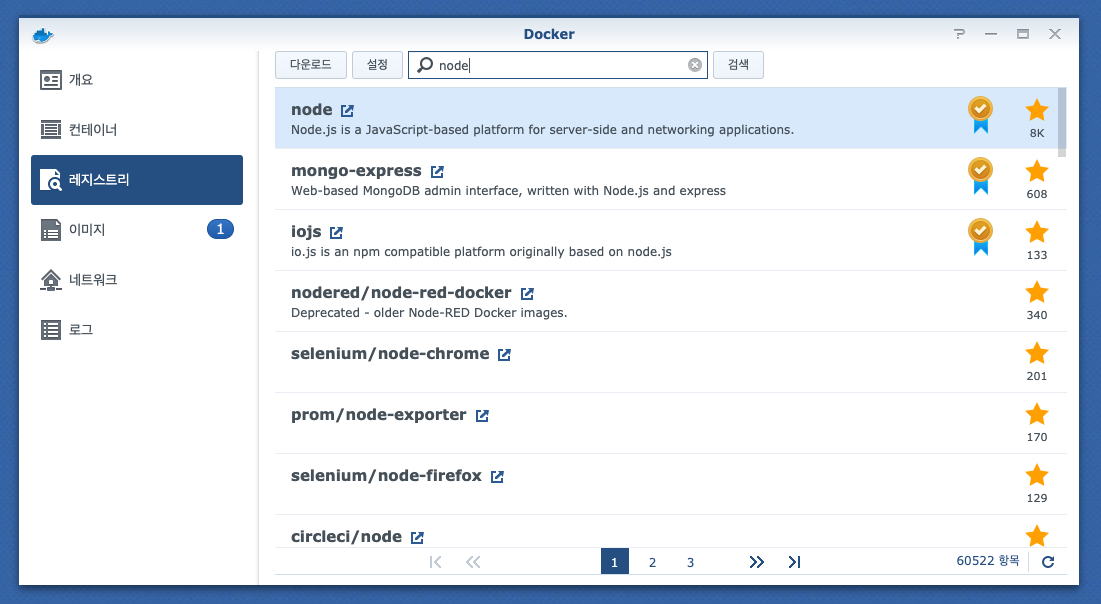 Docker
개요
컨테이너
레지스트리
이미지 1
네트워크
로그
다운로드 설정 node 검색
node
Node.js is a JavaScript-based platform for server-side and networking applications.
8K
mongo-express
Web-based MongoDB admin interface, written with Node.js and express
608
iojs
io.js is an npm compatible platform originally based on node.js
133
nodered/node-red-docker
Deprecated - older Node-RED Docker images.
340
selenium/node-chrome
201
prom/node-exporter
170
selenium/node-firefox
129
circleci/node
1 2 3 60522 항목